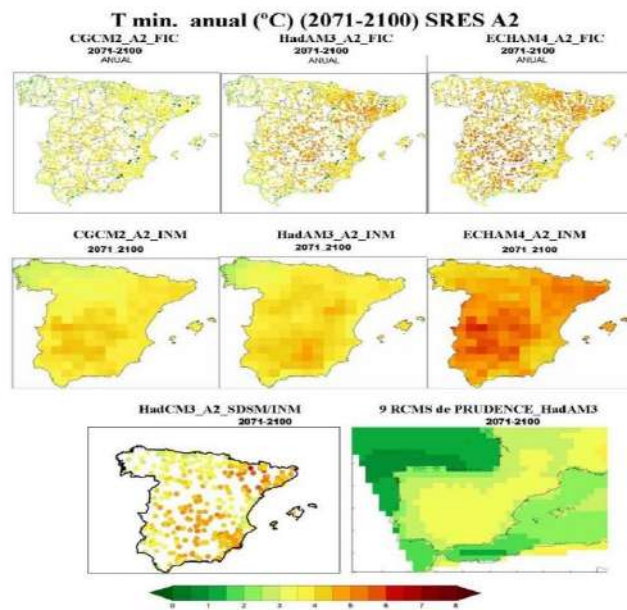 T min. anual (ºC) (2071-2100) SRES A2
CGCM2_A2_FIC HadAM3_A2_FIC ECHAM4_A2_FIC
2071-2100 2071-2100 2071-2100
ANUAL ANUAL ANUAL
CGCM2_A2_INM HadAM3_A2_INM ECHAM4_A2_INM
2071_2100 2071_2100 2071_2100
HadCM3_A2_SDSM/INM 9 RCMS de PRUDENCE_HadAM3
2071-2100 2071-2100
0 1 2 3 4 5 6 7 8